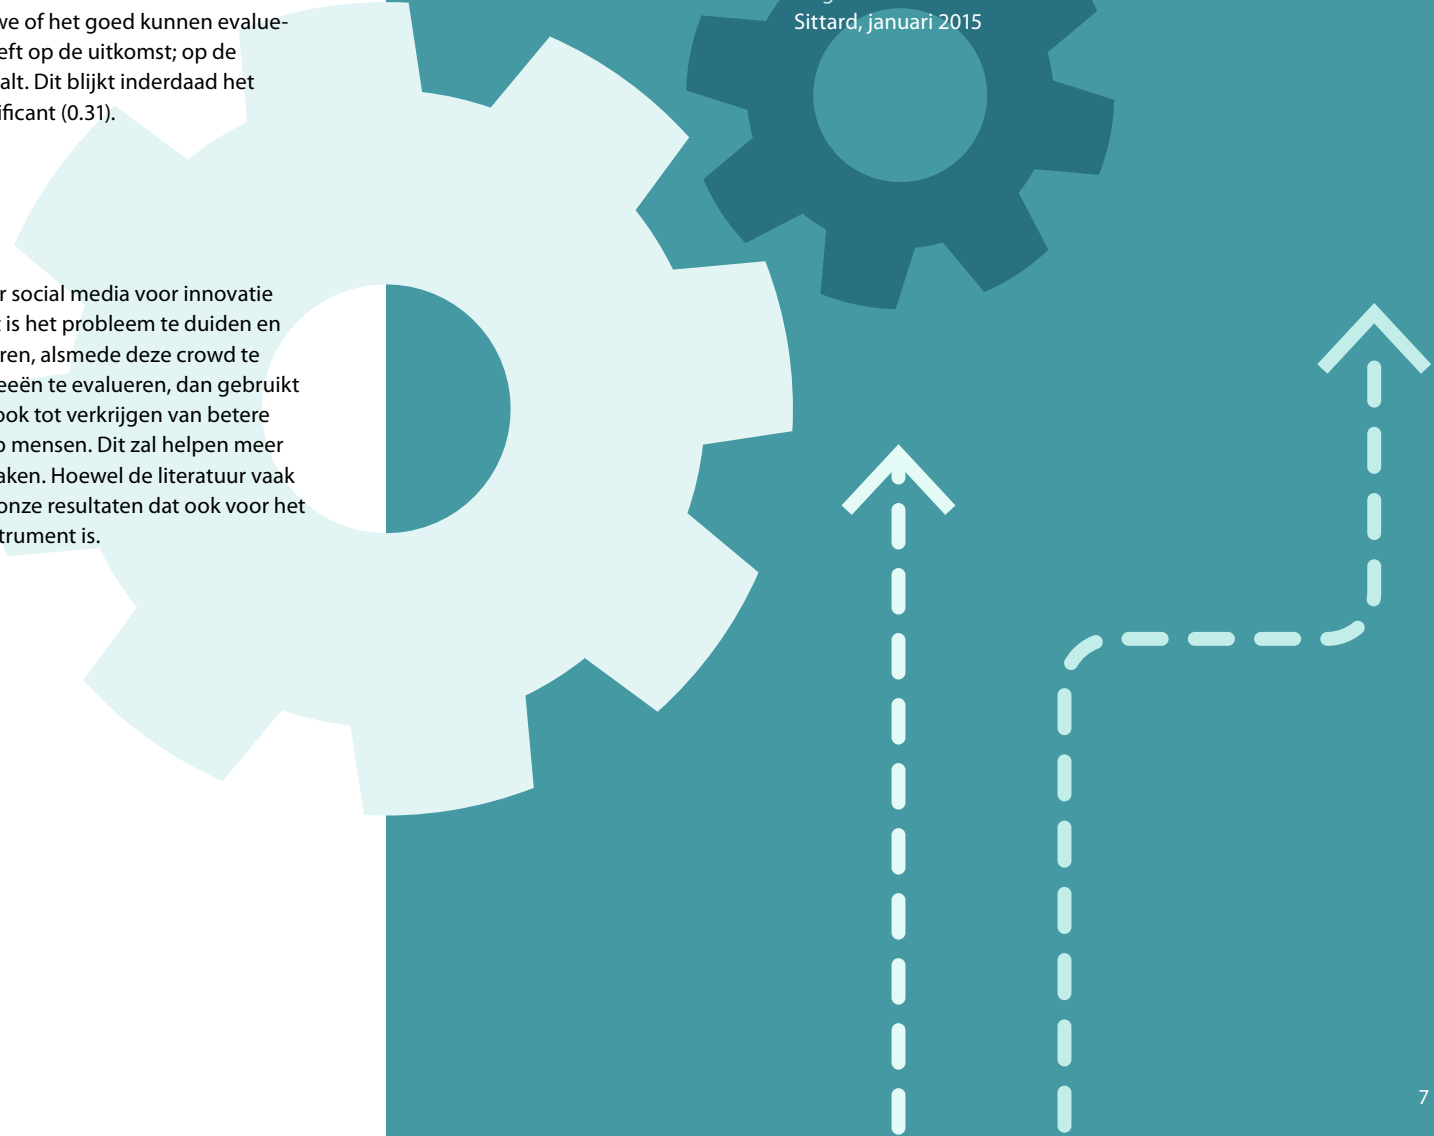 we of het goed kunnen evalue-
eft op de uitkomst; op de
alt. Dit blijkt inderdaad het
ificant (0.31).
r social media voor innovatie
t is het probleem te duiden en
ren, alsmede deze crowd te
eeën te evalueren, dan gebruikt
ook tot verkrijgen van betere
p mensen. Dit zal helpen meer
aken. Hoewel de literatuur vaak
onze resultaten dat ook voor het
strument is.
Sittard, januari 2015
7